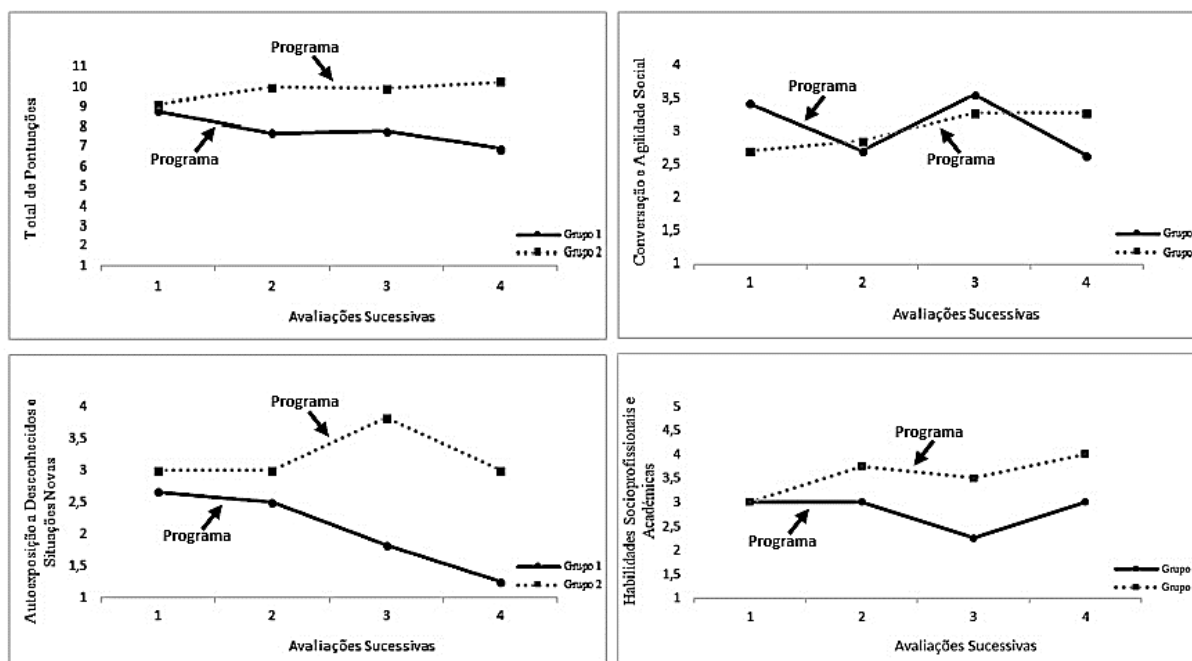 Total de Pontuações
11
10
9
8
7
6
5
4
3
2
1
Programa
Programa
Grupo 1
Grupo 2
1 2 3 4
Avaliações Sucessivas
Conversação e Agilidade Social
4
3,5
3
2,5
2
1,5
1
Programa
Programa
Grupo
Grupo
1 2 3 4
Avaliações Sucessivas
Autoexposição a Desconhecidos e
Situações Novas
4
3,5
3
2,5
2
1,5
1
Programa
Programa
Grupo 1
Grupo 2
1 2 3 4
Avaliações Sucessivas
Habilidades Socioprofissionais e
Académicas
5
4,5
4
3,5
3
2,5
2
1,5
1
Programa
Programa
Grupo
Grupo
1 2 3 4
Avaliações Sucessivas